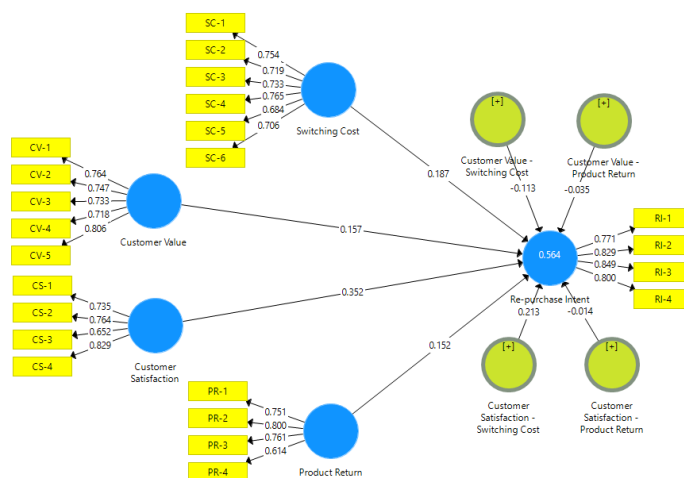 SC-1
SC-2
SC-3
SC-4
SC-5
SC-6
0.754
0.719
0.733
0.765
0.684
0.706
Switching Cost
[+]
Customer Value -
Switching Cost
[+]
Customer Value -
Product Return
CV-1
CV-2
CV-3
CV-4
CV-5
0.764
0.747
0.733
0.718
0.806
Customer Value
0.187
-0.113
-0.035
0.157
0.564
Re-purchase Intent
0.771
0.829
0.849
0.800
RI-1
RI-2
RI-3
RI-4
CS-1
CS-2
CS-3
CS-4
0.735
0.764
0.652
0.829
Customer
Satisfaction
0.352
0.152
0.213
-0.014
[+]
Customer
Satisfaction -
Switching Cost
[+]
Customer
Satisfaction -
Product Return
PR-1
PR-2
PR-3
PR-4
0.751
0.800
0.761
0.614
Product Return